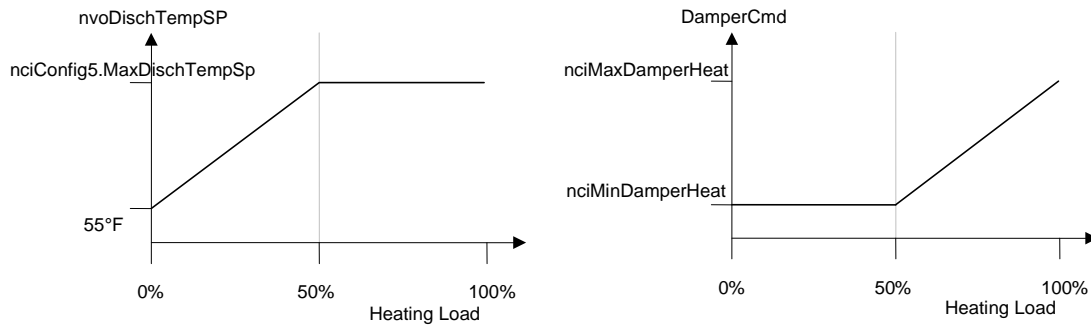 nvoDischTempSP
nciConfig5.MaxDischTempSp
55°F
0%
50%
100%
Heating Load
DamperCmd
nciMaxDamperHeat
nciMinDamperHeat
0%
50%
100%
Heating Load